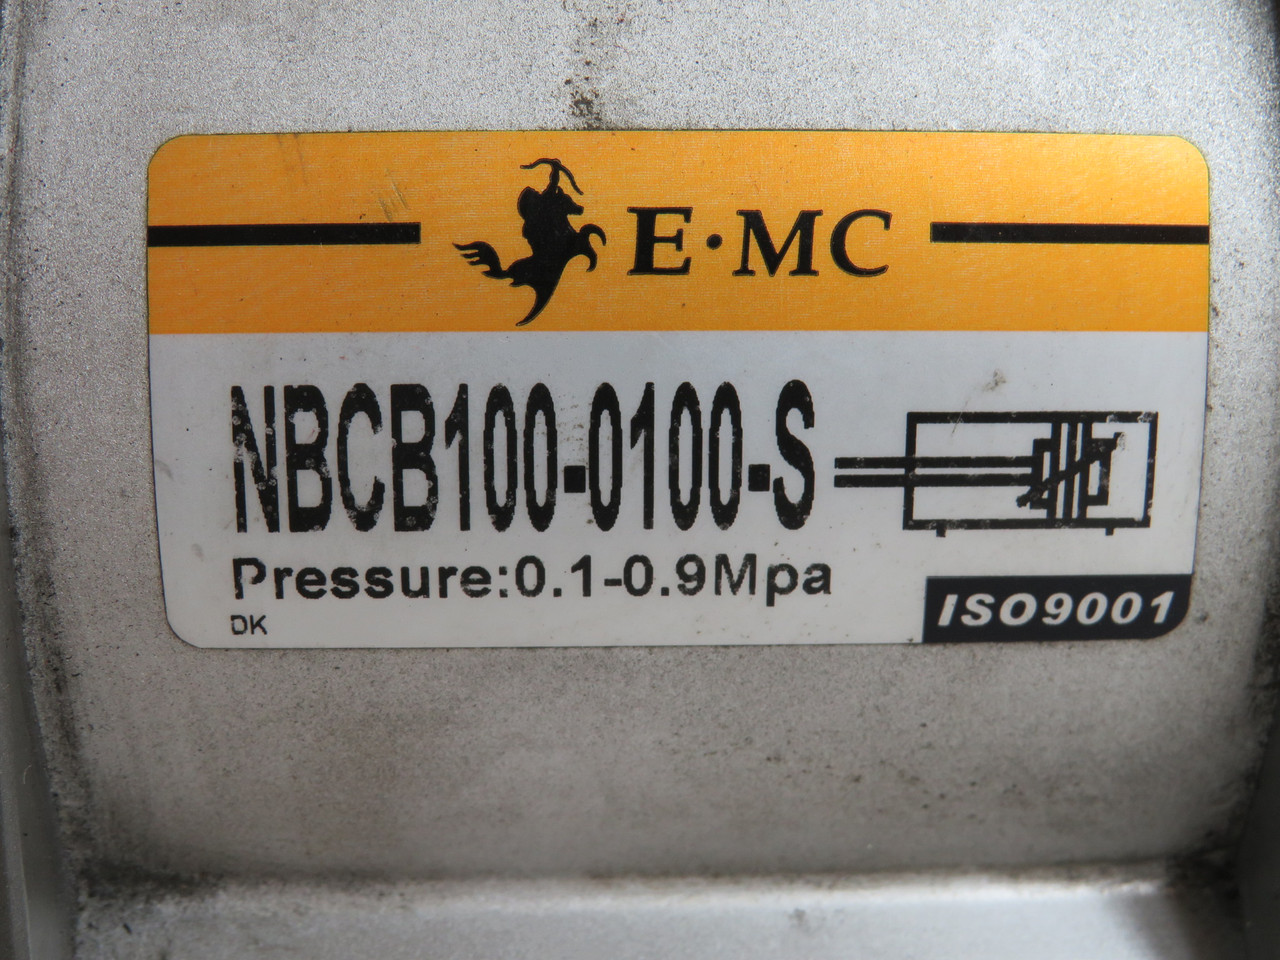 E·MC
NBCB100-0100-S
Pressure:0.1-0.9Mpa
DK
ISO9001